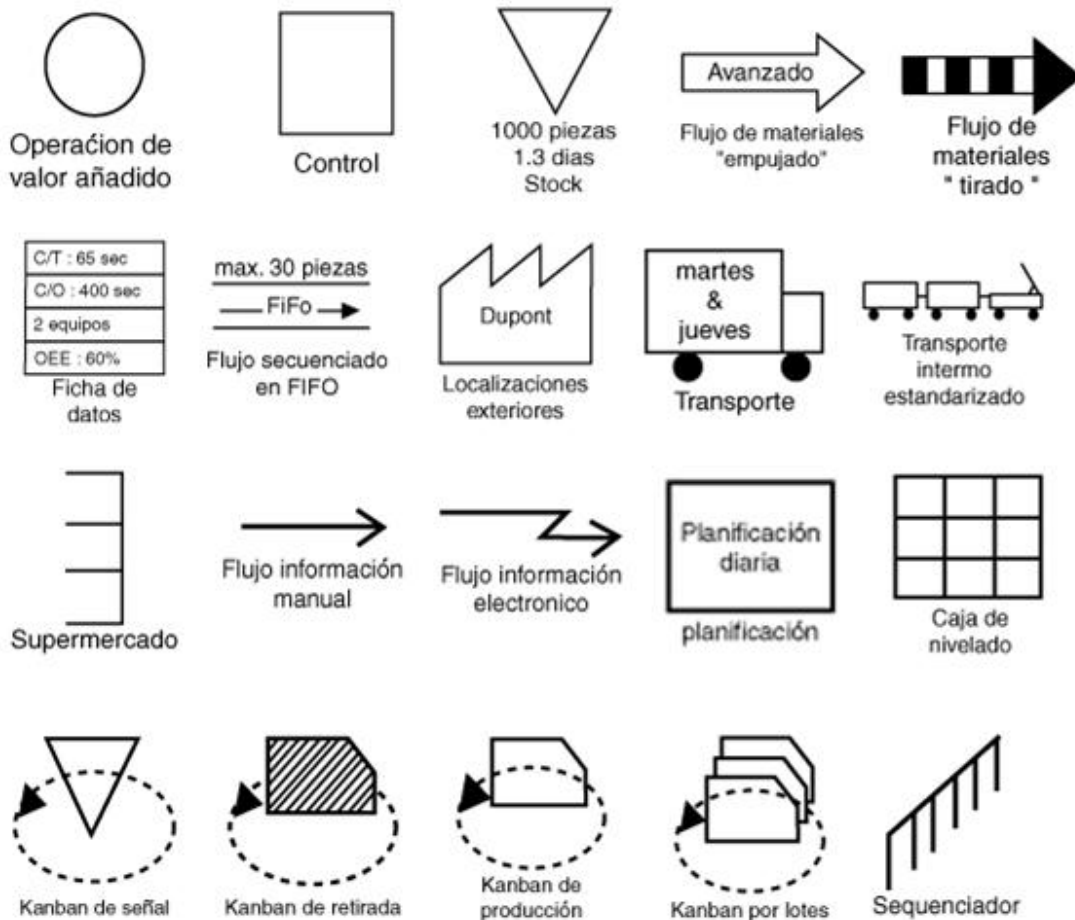 Operaćion de
valor añadido
Control
1000 piezas
1.3 dias
Stock
Avanzado
Flujo de materiales
"empujado"
Flujo de
materiales
" tirado "
C/T : 65 sec
C/O : 400 sec
2 equipos
OEE : 60%
Ficha de
datos
max. 30 piezas
FiFo
Flujo secuenciado
en FIFO
Dupont
Localizaciones
exteriores
martes
&
jueves
Transporte
Transporte
intermo
estandarizado
Supermercado
Flujo información
manual
Flujo información
electronico
Planificación
diaria
planificación
Caja de
nivelado
Kanban de señal
Kanban de retirada
Kanban de
producción
Kanban por lotes
Sequenciador